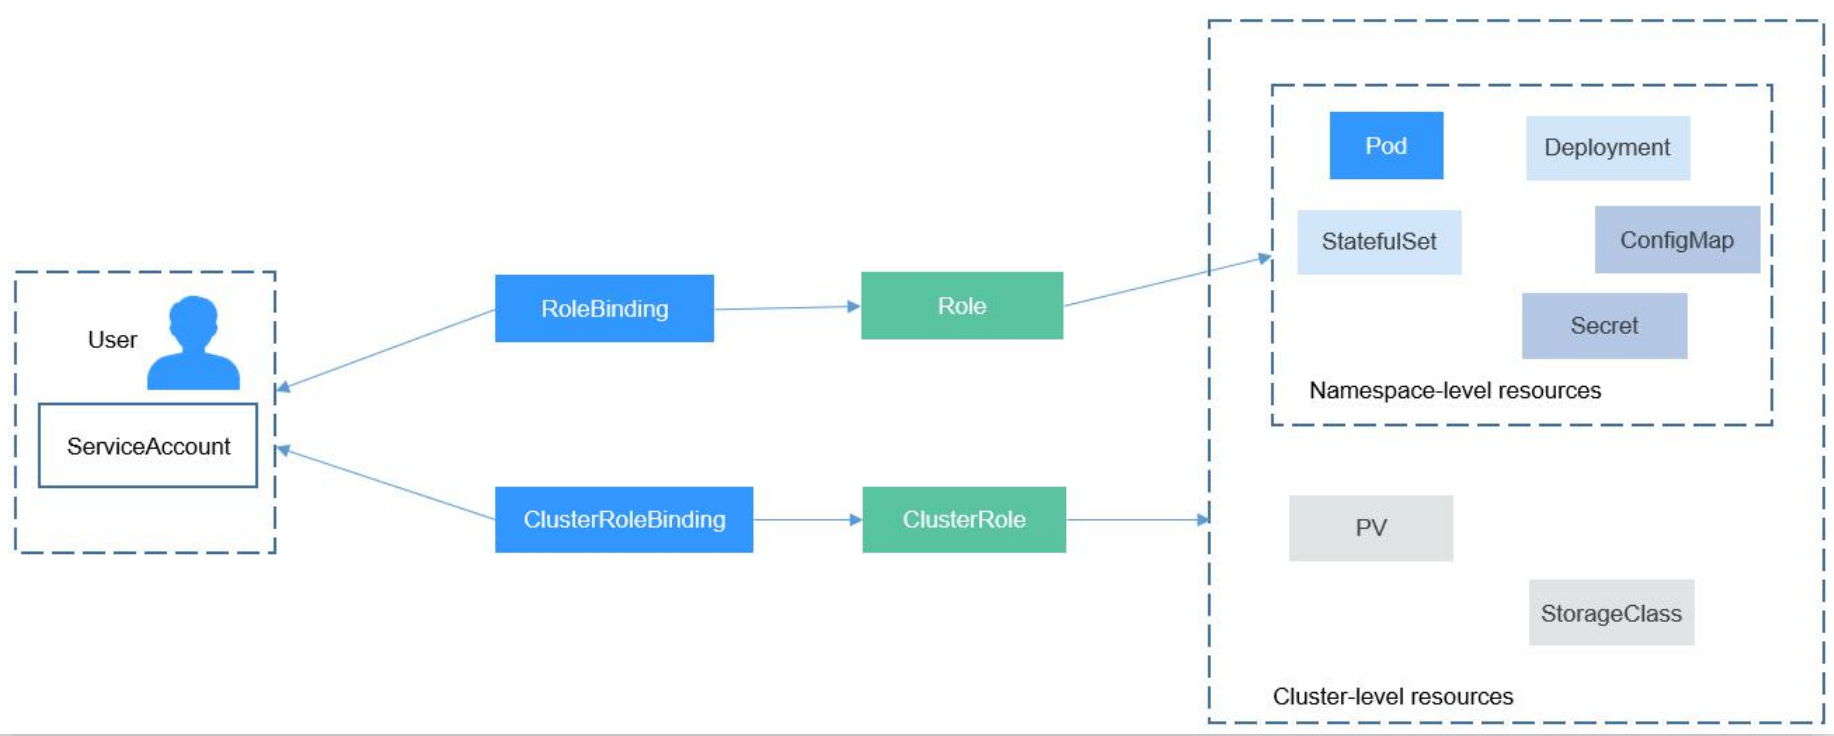 User
ServiceAccount
RoleBinding
Role
ClusterRoleBinding
ClusterRole
Pod
Deployment
StatefulSet
ConfigMap
Secret
Namespace-level resources
PV
StorageClass
Cluster-level resources